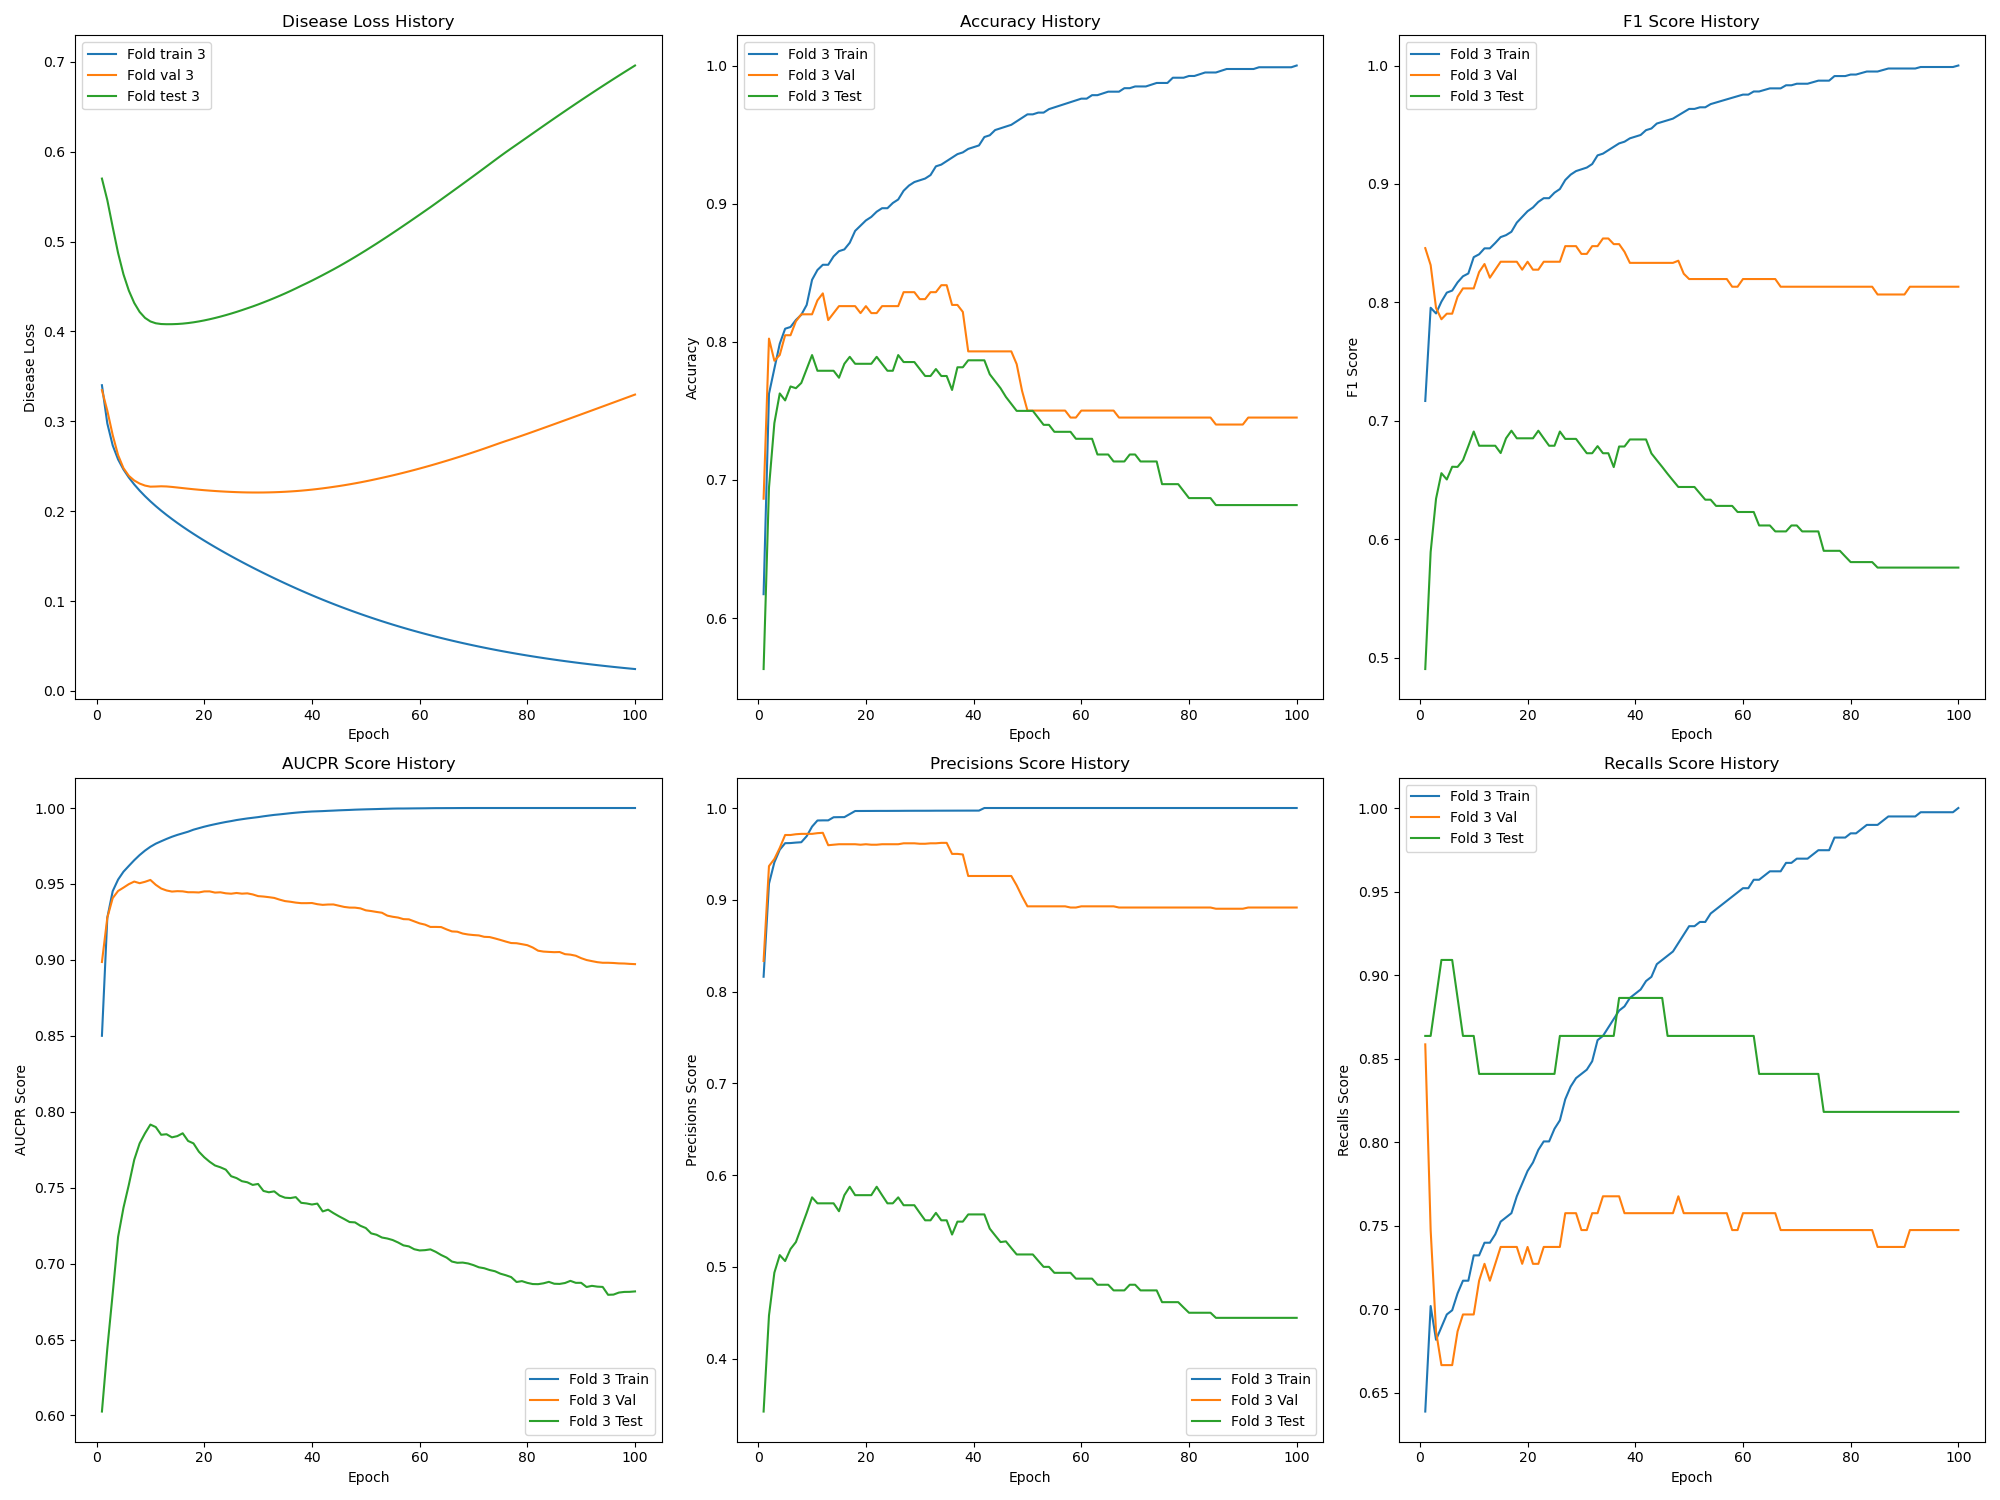 Disease Loss History
Fold train 3
Fold val 3
Fold test 3
0.7
0.6
0.5
0.4
0.3
0.2
0.1
0.0
Disease Loss
0 20 40 60 80 100
Epoch
Accuracy History
Fold 3 Train
Fold 3 Val
Fold 3 Test
1.0
0.9
0.8
0.7
0.6
Accuracy
0 20 40 60 80 100
Epoch
F1 Score History
Fold 3 Train
Fold 3 Val
Fold 3 Test
1.0
0.9
0.8
0.7
0.6
0.5
F1 Score
0 20 40 60 80 100
Epoch
AUCPR Score History
1.00
0.95
0.90
0.85
0.80
0.75
0.70
0.65
0.60
AUCPR Score
Fold 3 Train
Fold 3 Val
Fold 3 Test
0 20 40 60 80 100
Epoch
Precisions Score History
1.0
0.9
0.8
0.7
0.6
0.5
0.4
Precisions Score
Fold 3 Train
Fold 3 Val
Fold 3 Test
0 20 40 60 80 100
Epoch
Recalls Score History
Fold 3 Train
Fold 3 Val
Fold 3 Test
1.00
0.95
0.90
0.85
0.80
0.75
0.70
0.65
Recalls Score
0 20 40 60 80 100
Epoch